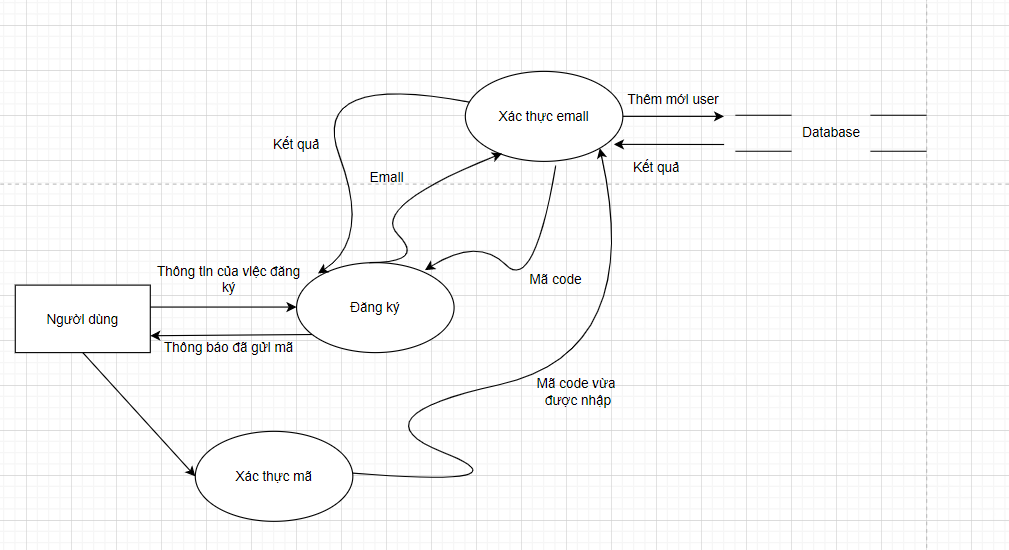 Xác thực email
Thêm mới user
Database
Kết quả
Kết quả
Email
Thông tin của việc đăng
ký
Mã code
Người dùng
Đăng ký
Thông báo đã gửi mã
Mã code vừa
được nhập
Xác thực mã